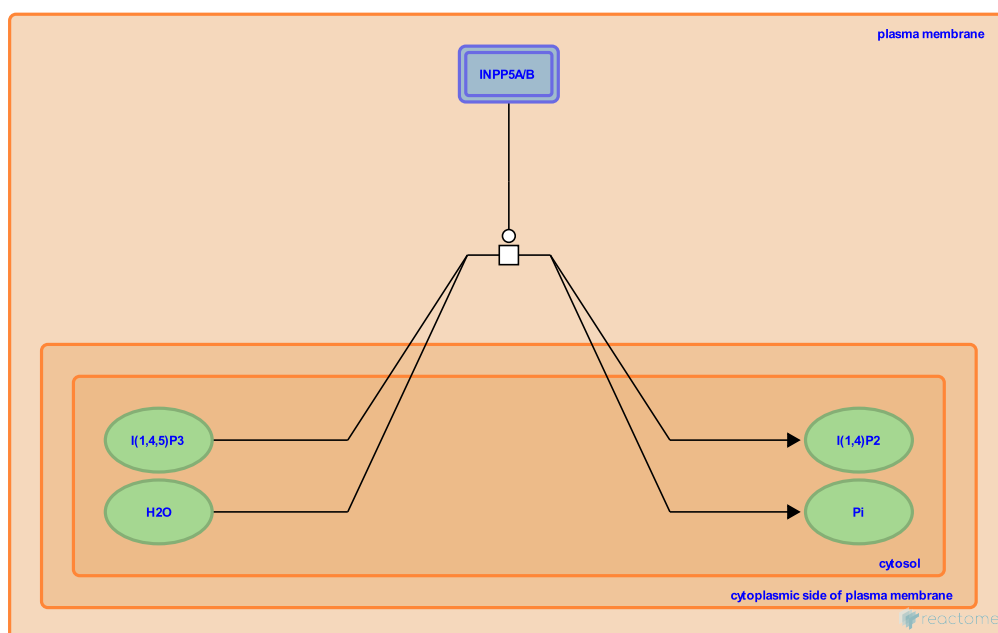 plasma membrane
INPP5A/B
I(1,4,5)P3
I(1,4)P2
H2O
Pi
cytosol
cytoplasmic side of plasma membrane
reactome